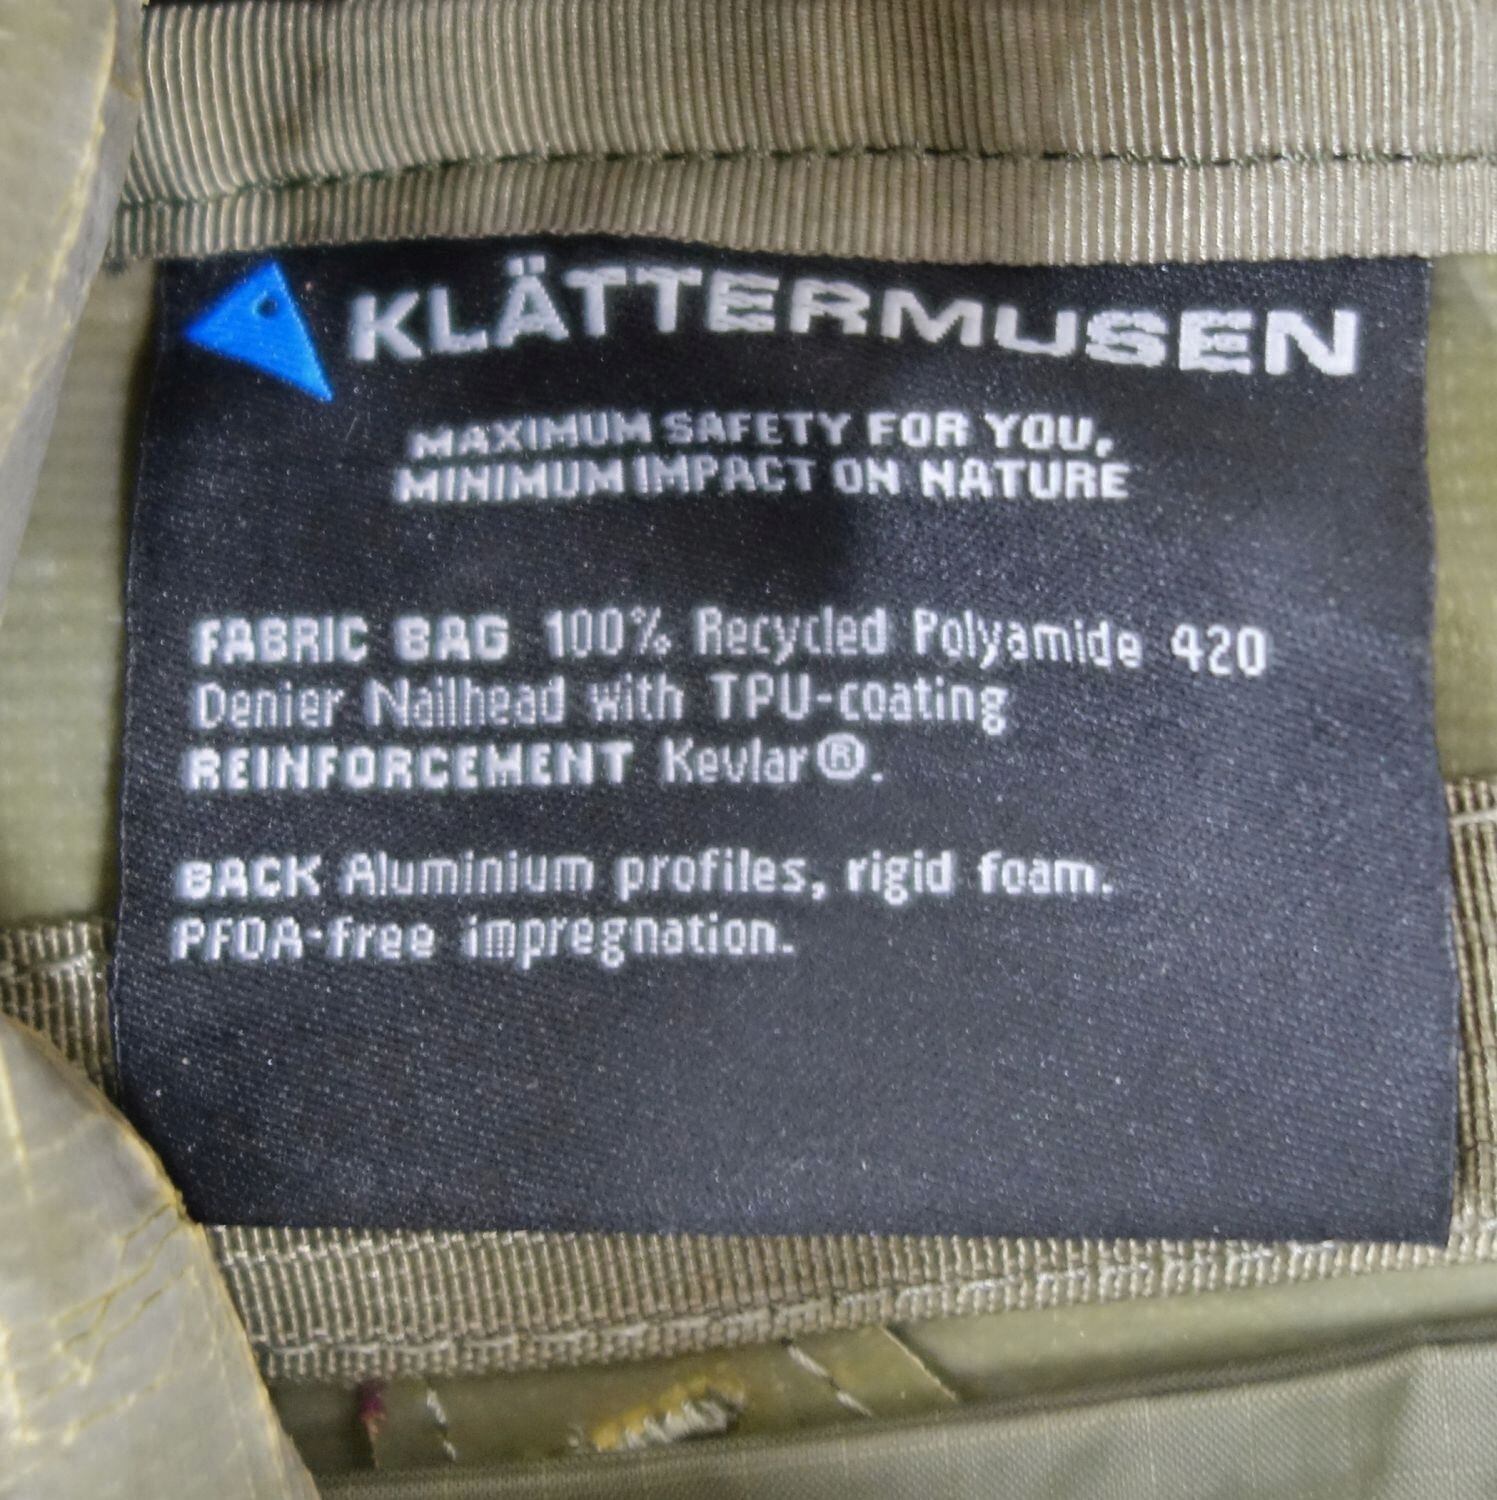 KLÄTTERMUSEN
MAXIMUM SAFETY FOR YOU,
MINIMUM IMPACT ON NATURE
FABRIC BAG 100% Recycled Polyamide 420
Denier Nailhead with TPU-coating
REINFORCEMENT Kevlar®.
BACK Aluminium profiles, rigid foam.
PFOA-free impregnation.